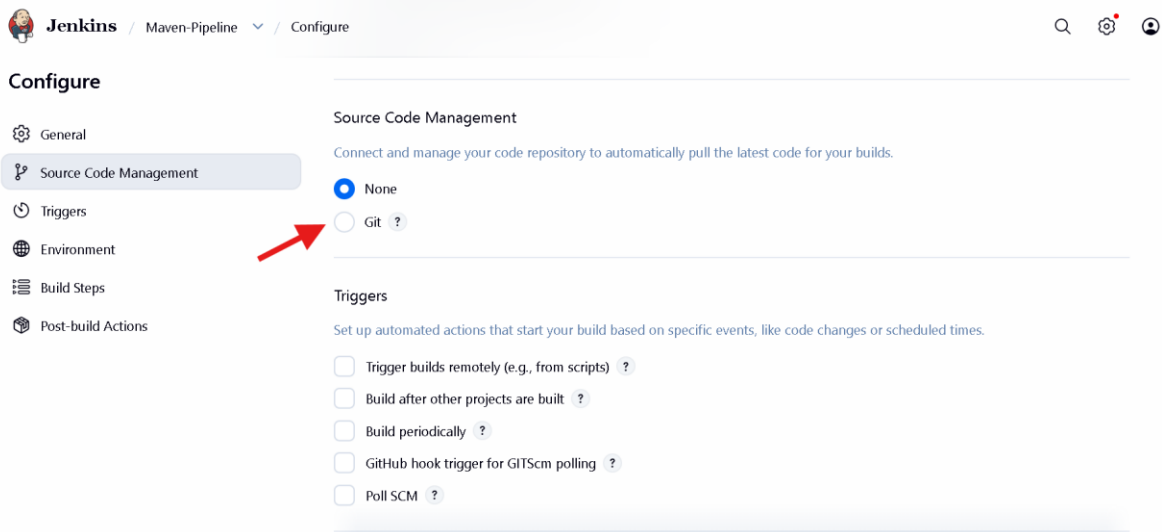 Jenkins / Maven-Pipeline / Configure
Configure
General
Source Code Management
Triggers
Environment
Build Steps
Post-build Actions
Source Code Management
Connect and manage your code repository to automatically pull the latest code for your builds.
None
Git ?
Triggers
Set up automated actions that start your build based on specific events, like code changes or scheduled times.
Trigger builds remotely (e.g., from scripts) ?
Build after other projects are built ?
Build periodically ?
GitHub hook trigger for GITScm polling ?
Poll SCM ?